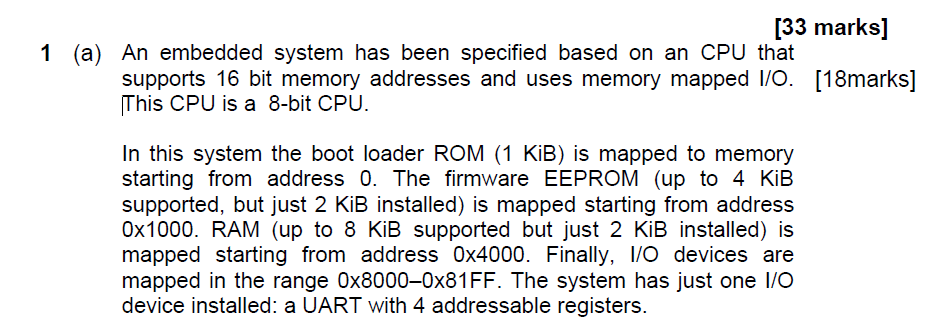 [33 marks]
1 (a) An embedded system has been specified based on an CPU that
supports 16 bit memory addresses and uses memory mapped I/O. [18marks]
This CPU is a 8-bit CPU.
In this system the boot loader ROM (1 KiB) is mapped to memory
starting from address 0. The firmware EEPROM (up to 4 KiB
supported, but just 2 KiB installed) is mapped starting from address
0x1000. RAM (up to 8 KiB supported but just 2 KiB installed) is
mapped starting from address 0x4000. Finally, I/O devices are
mapped in the range 0x8000–0x81FF. The system has just one I/O
device installed: a UART with 4 addressable registers.